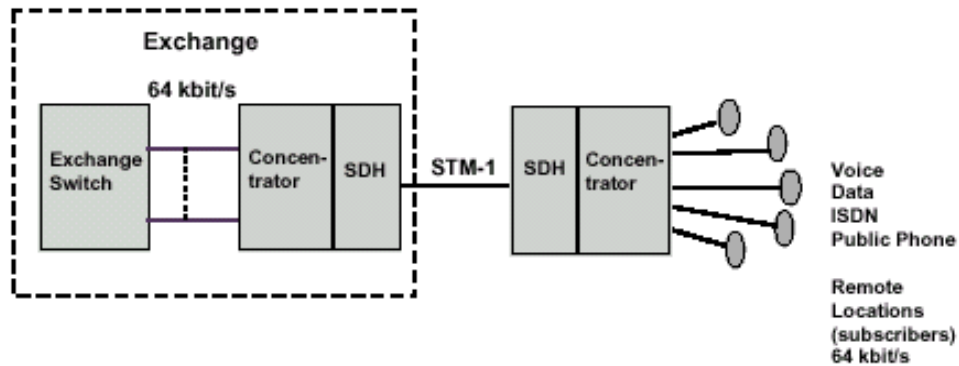 Exchange
64 kbit/s
Exchange
Switch
Concen-
trator
SDH
STM-1
SDH
Concen-
trator
Voice
Data
ISDN
Public Phone
Remote
Locations
(subscribers)
64 kbit/s